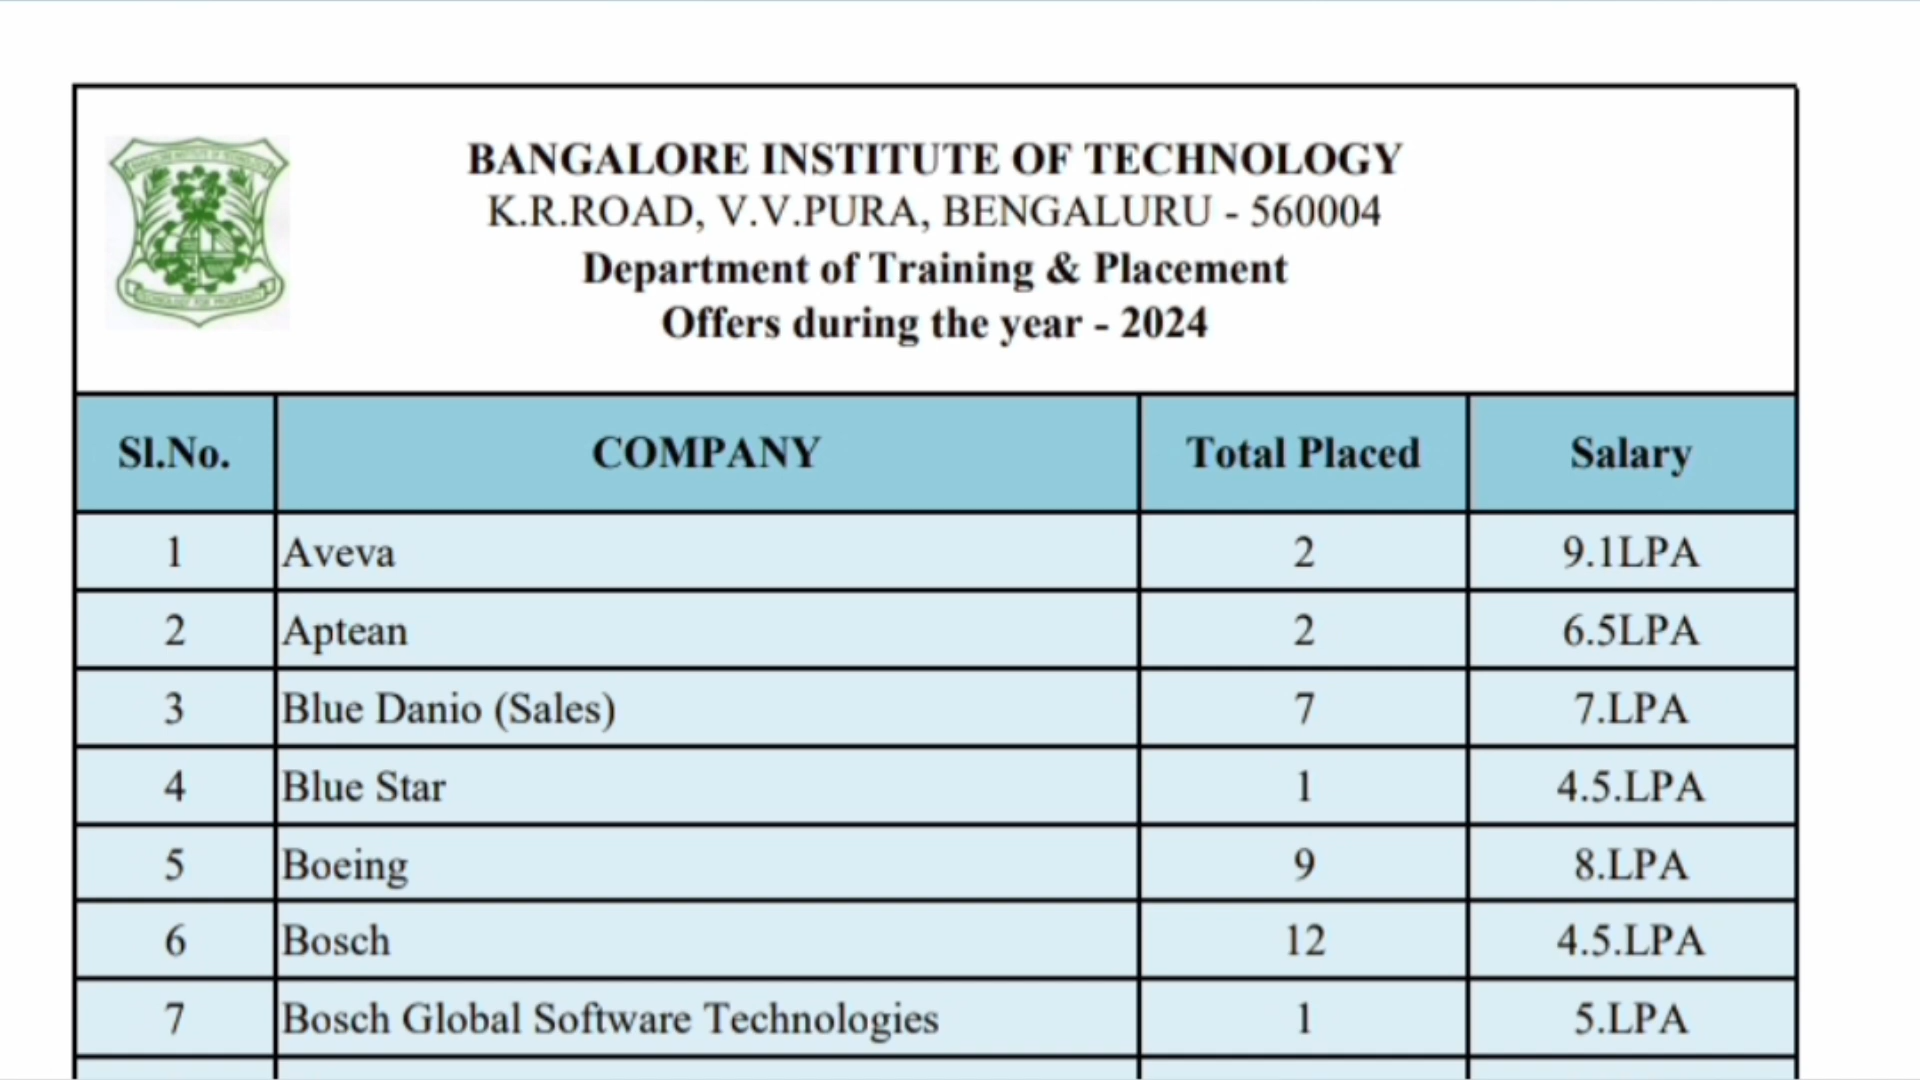 BANGALORE INSTITUTE OF TECHNOLOGY
K.R.ROAD, V.V.PURA, BENGALURU - 560004
Department of Training & Placement
Offers during the year - 2024
Sl.No. COMPANY Total Placed Salary
1 Aveva 2 9.1LPA
2 Aptean 2 6.5LPA
3 Blue Danio (Sales) 7 7.LPA
4 Blue Star 1 4.5.LPA
5 Boeing 9 8.LPA
6 Bosch 12 4.5.LPA
7 Bosch Global Software Technologies 1 5.LPA